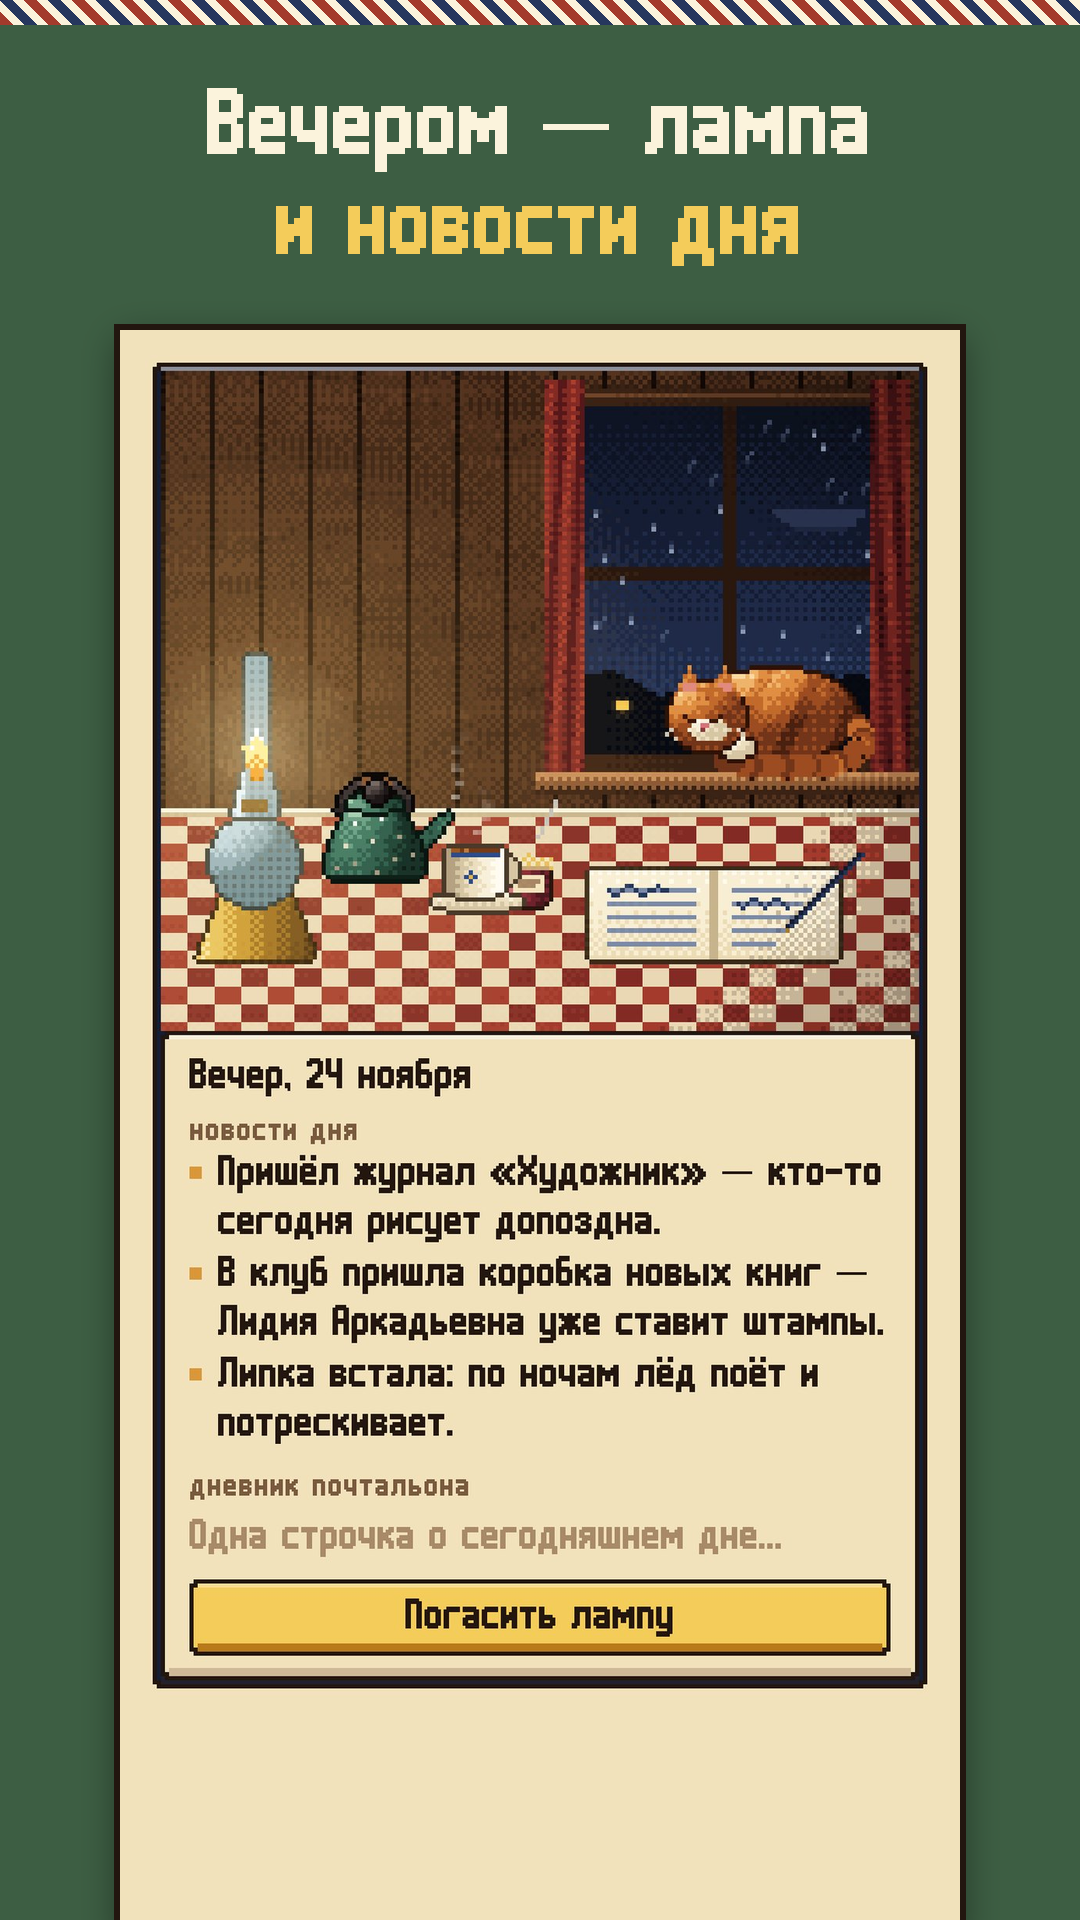 Вечером — лампа
и новости дня
Вечер, 24 ноября
новости дня
Пришёл журнал «Художник» — кто-то
сегодня рисует допоздна.
В клуб пришла коробка новых книг —
Лидия Аркадьевна уже ставит штампы.
Липка встала: по ночам лёд поёт и
потрескивает.
дневник почтальона
Одна строчка о сегодняшнем дне...
Погасить лампу